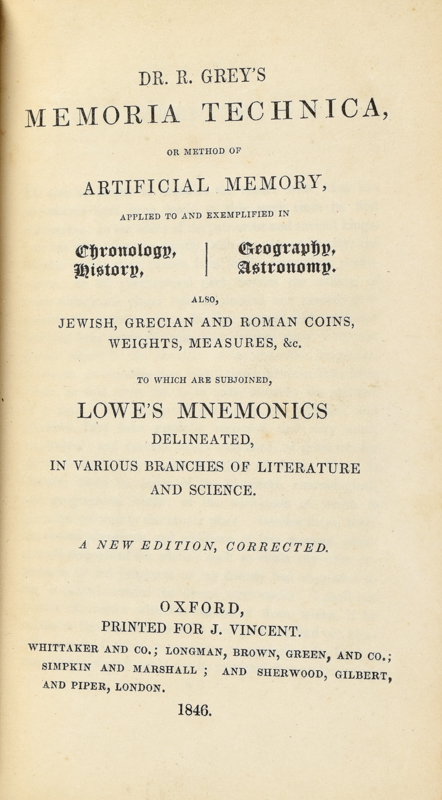 DR. R. GREY'S
MEMORIA TECHNICA,
OR METHOD OF
ARTIFICIAL MEMORY,
APPLIED TO AND EXEMPLIFIED IN
Chronology, | Geography,
History, | Astronomy.
ALSO,
JEWISH, GRECIAN AND ROMAN COINS,
WEIGHTS, MEASURES, &c.
TO WHICH ARE SUBJOINED,
LOWE'S MNEMONICS
DELINEATED,
IN VARIOUS BRANCHES OF LITERATURE
AND SCIENCE.
A NEW EDITION, CORRECTED.
OXFORD,
PRINTED FOR J. VINCENT.
WHITTAKER AND CO.; LONGMAN, BROWN, GREEN, AND CO.;
SIMPKIN AND MARSHALL ; AND SHERWOOD, GILBERT,
AND PIPER, LONDON.
1846.